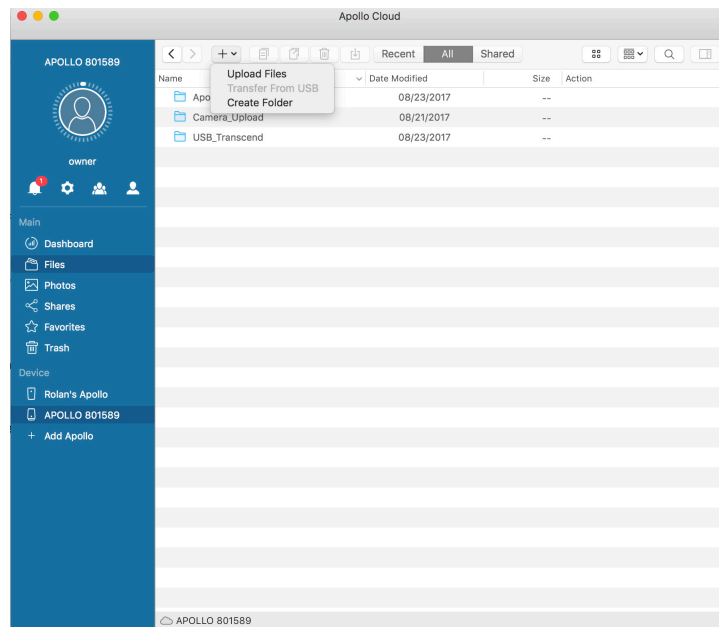 Apollo Cloud
APOLLO 801589
owner
1
Main
Dashboard
Files
Photos
Shares
Favorites
Trash
Device
Rolan's Apollo
APOLLO 801589
+ Add Apollo
Recent All Shared
Upload Files
Transfer From USB
Create Folder
Name Date Modified Size Action
Apo 08/23/2017 --
Camera_Upload 08/21/2017 --
USB_Transcend 08/23/2017 --
APOLLO 801589